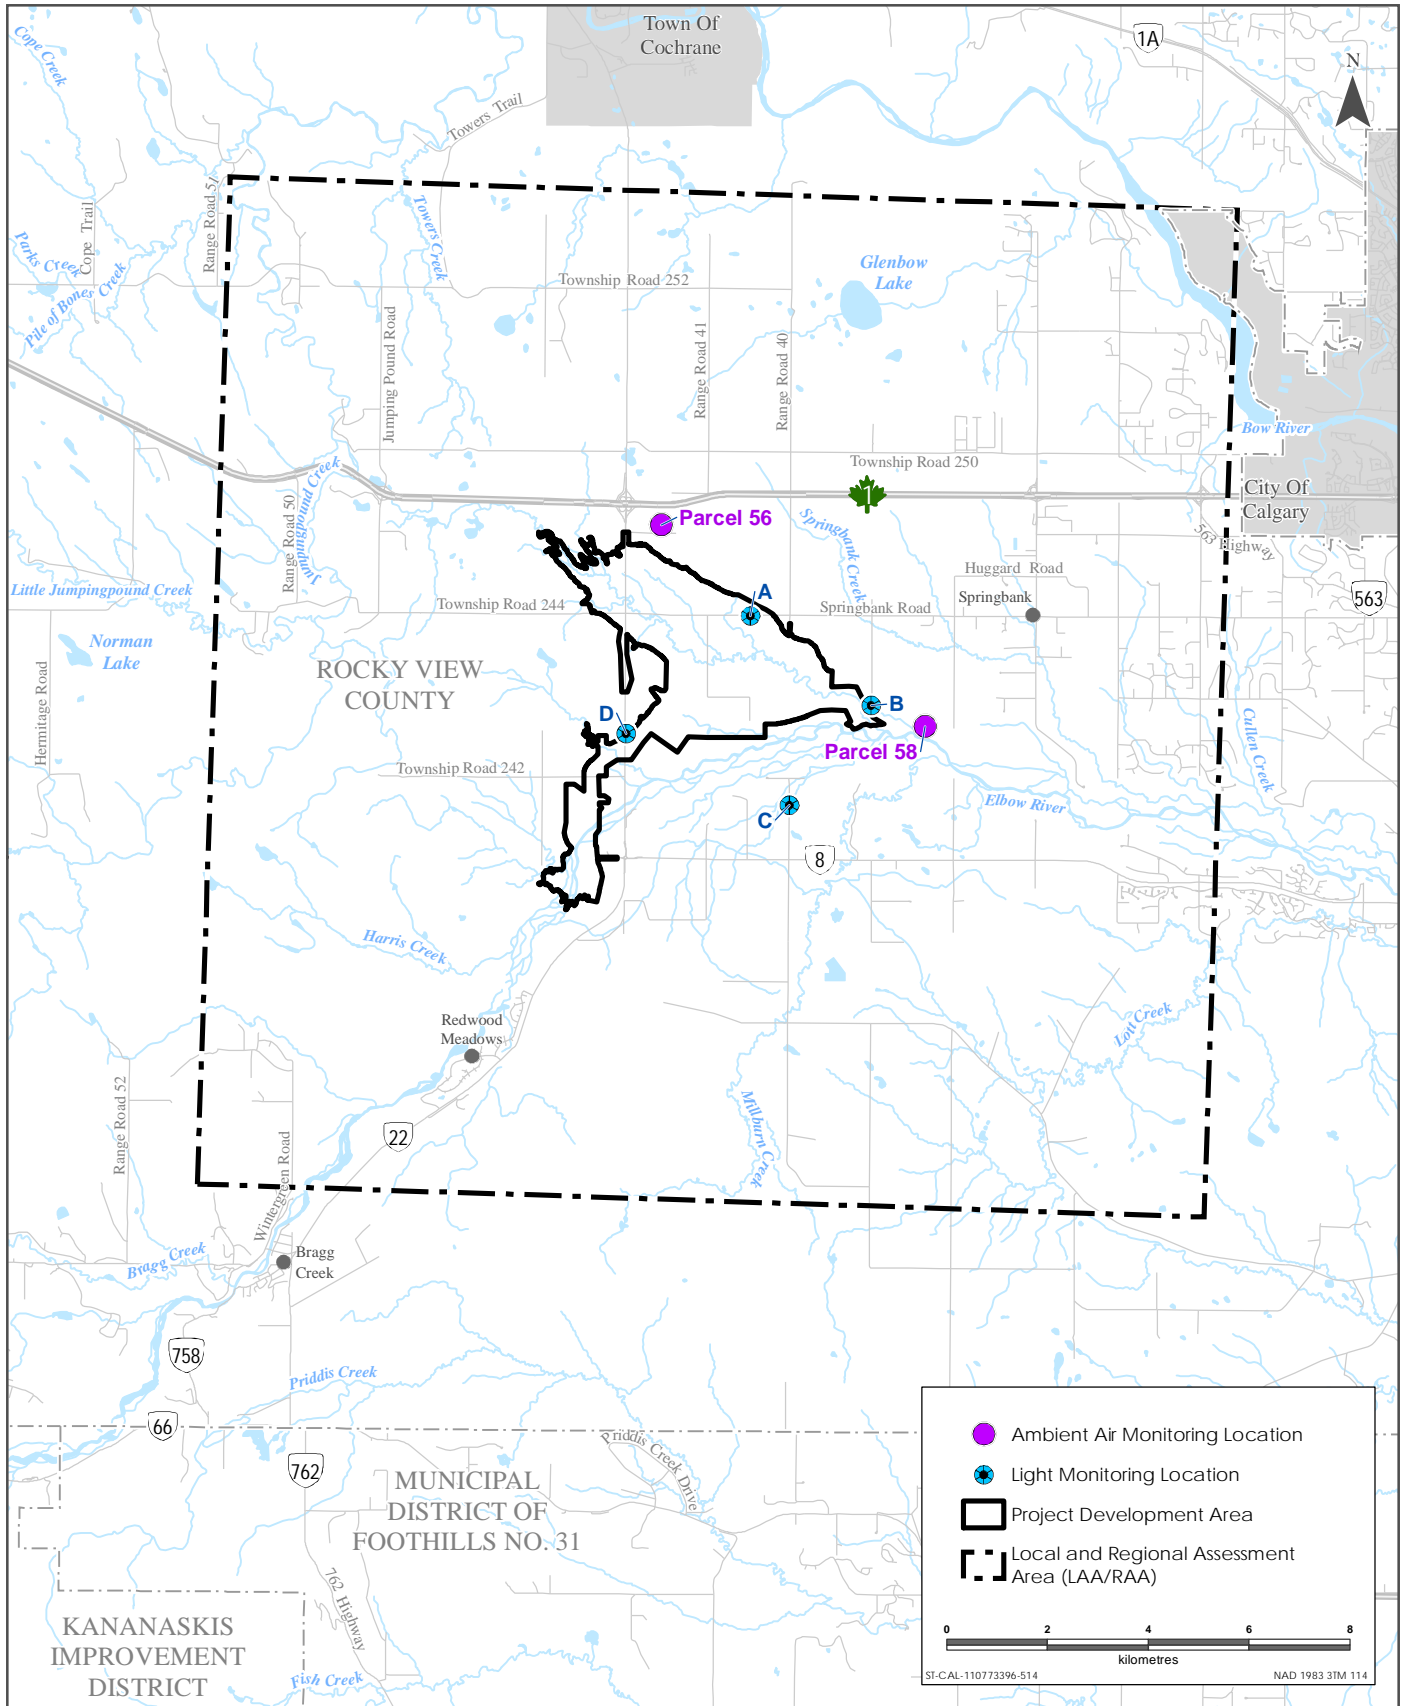 Town Of
Cochrane
1A
N
Cope Creek
Towers Trail
Range Road 51
Cope Trail
Parks Creek
Pile of Bones Creek
Towers Creek
Township Road 252
Glenbow
Lake
Jumping Pound Road
Range Road 41
Range Road 40
Bow River
Township Road 250
1
City Of
Calgary
563 Highway
Jumpingpound Creek
Range Road 50
Parcel 56
Springbank Creek
Huggard Road
Springbank
563
Little Jumpingpound Creek
Township Road 244
A
Springbank Road
Norman
Lake
ROCKY VIEW
COUNTY
Hermitage Road
D
B
Parcel 58
Cullen Creek
Township Road 242
Elbow River
C
8
Harris Creek
Redwood
Meadows
Lott Creek
Range Road 52
22
Millburn Creek
Wintergreen Road
Bragg Creek
Bragg
Creek
758
Priddis Creek
66
762
Priddis Creek Drive
MUNICIPAL
DISTRICT OF
FOOTHILLS NO. 31
762 Highway
KANANASKIS
IMPROVEMENT
DISTRICT
Fish Creek
Ambient Air Monitoring Location
Light Monitoring Location
Project Development Area
Local and Regional Assessment
Area (LAA/RAA)
0 2 4 6 8
kilometres
ST-CAL-110773396-514 NAD 1983 3TM 114